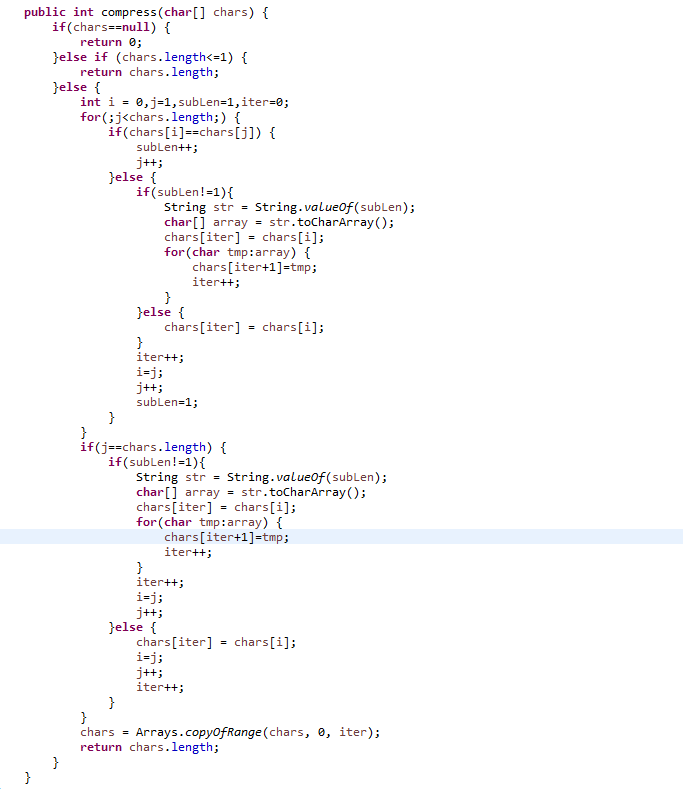 public int compress(char[] chars) {
    if(chars==null) {
        return 0;
    }else if (chars.length<=1) {
        return chars.length;
    }else {
        int i = 0,j=1,subLen=1,iter=0;
        for(;j<chars.length;) {
            if(chars[i]==chars[j]) {
                subLen++;
                j++;
            }else {
                if(subLen!=1){
                    String str = String.valueOf(subLen);
                    char[] array = str.toCharArray();
                    chars[iter] = chars[i];
                    for(char tmp:array) {
                        chars[iter+1]=tmp;
                        iter++;
                    }
                }else {
                    chars[iter] = chars[i];
                }
                iter++;
                i=j;
                j++;
                subLen=1;
            }
        }
        if(j==chars.length) {
            if(subLen!=1){
                String str = String.valueOf(subLen);
                char[] array = str.toCharArray();
                chars[iter] = chars[i];
                for(char tmp:array) {
                    chars[iter+1]=tmp;
                    iter++;
                }
                iter++;
                i=j;
                j++;
            }else {
                chars[iter] = chars[i];
                i=j;
                j++;
                iter++;
            }
        }
        chars = Arrays.copyOfRange(chars, 0, iter);
        return chars.length;
    }
}